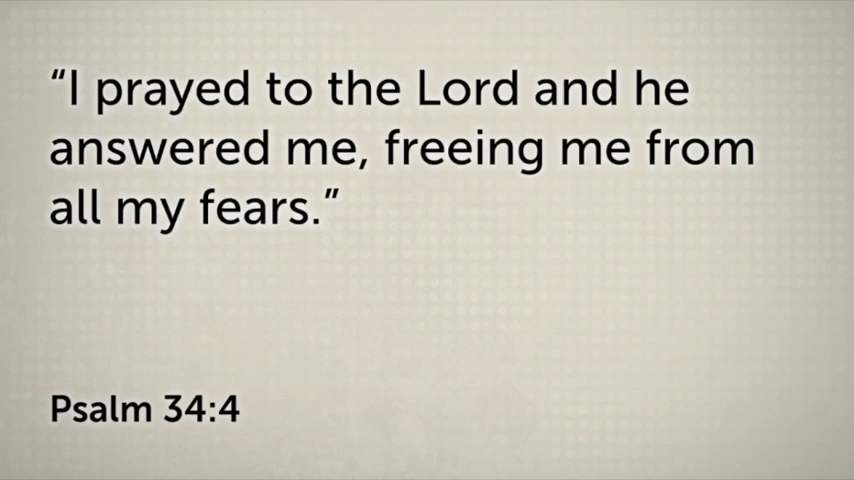 “I prayed to the Lord and he
answered me, freeing me from
all my fears.”
Psalm 34:4